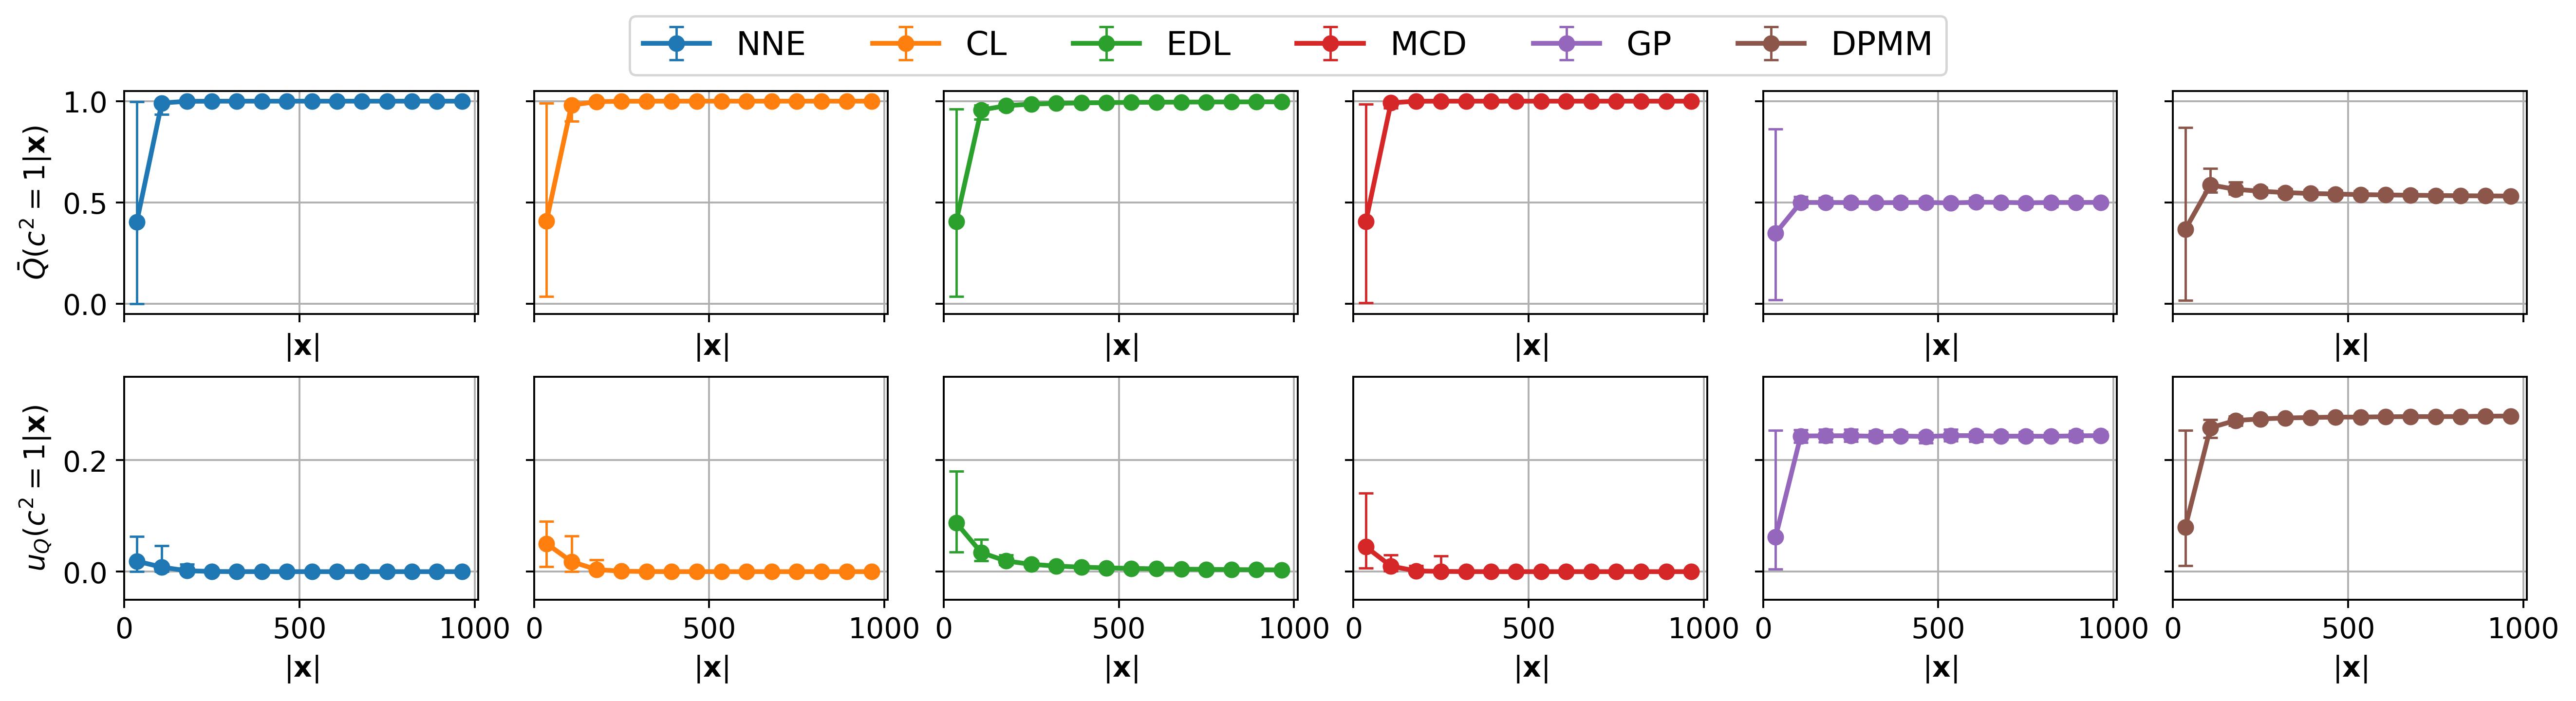 NNE CL EDL MCD GP DPMM
Q̄(c² = 1|x)
1.0
0.5
0.0
|x| |x| |x| |x| |x| |x|
u_Q(c² = 1|x)
0.2
0.0
0 500 1000 0 500 1000 0 500 1000 0 500 1000 0 500 1000 0 500 1000
|x| |x| |x| |x| |x| |x|